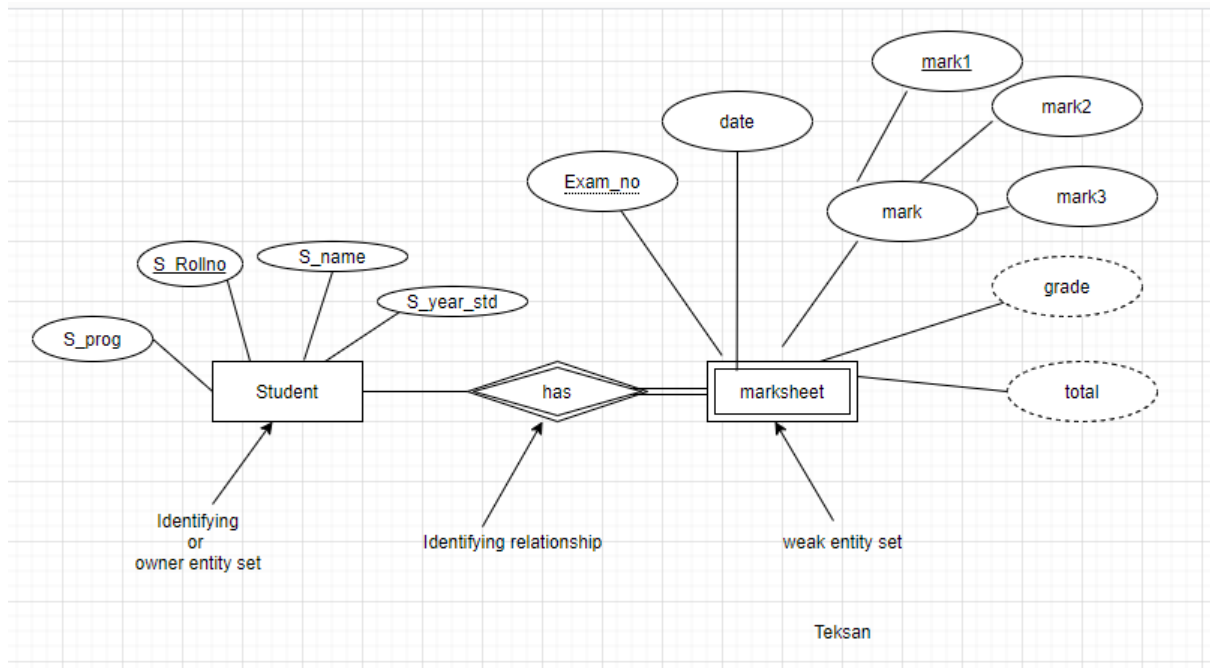 mark1
mark2
date
Exam_no
mark
mark3
S_Rollno
S_name
grade
S_year_std
S_prog
Student
has
marksheet
total
Identifying
or
owner entity set
Identifying relationship
weak entity set
Teksan